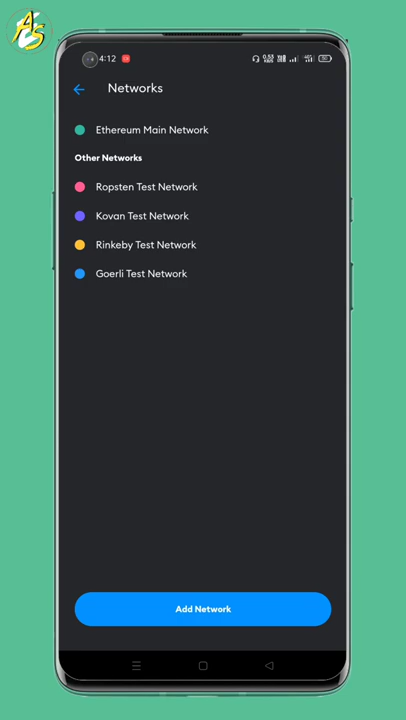 AS
4:12
Networks
Ethereum Main Network
Other Networks
Ropsten Test Network
Kovan Test Network
Rinkeby Test Network
Goerli Test Network
Add Network